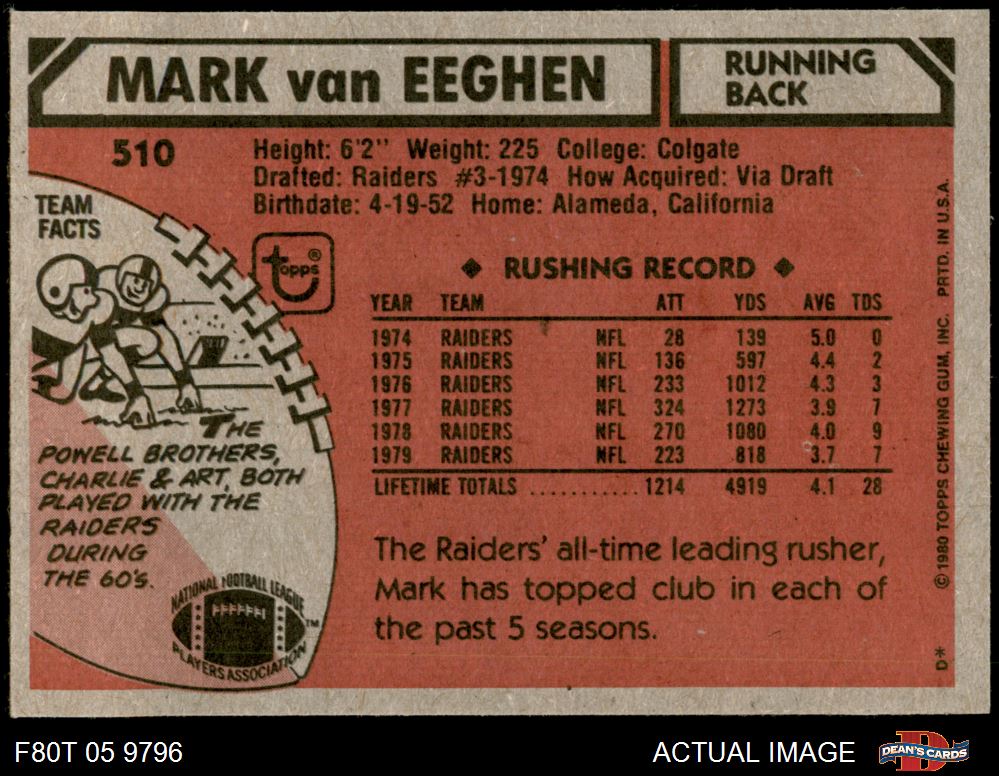 MARK van EEGHEN
RUNNING
BACK
510
Height: 6'2" Weight: 225 College: Colgate
Drafted: Raiders #3-1974 How Acquired: Via Draft
Birthdate: 4-19-52 Home: Alameda, California
TEAM
FACTS
topps®
THE
POWELL BROTHERS,
CHARLIE & ART, BOTH
PLAYED WITH THE
RAIDERS
DURING
THE 60's.
NATIONAL FOOTBALL LEAGUE
PLAYERS ASSOCIATION
TM
◆ RUSHING RECORD ◆
YEAR TEAM ATT YDS AVG TDS
1974 RAIDERS NFL 28 139 5.0 0
1975 RAIDERS NFL 136 597 4.4 2
1976 RAIDERS NFL 233 1012 4.3 3
1977 RAIDERS NFL 324 1273 3.9 7
1978 RAIDERS NFL 270 1080 4.0 9
1979 RAIDERS NFL 223 818 3.7 7
LIFETIME TOTALS ........... 1214 4919 4.1 28
The Raiders' all-time leading rusher,
Mark has topped club in each of
the past 5 seasons.
D* © 1980 TOPPS CHEWING GUM, INC. PRTD. IN U.S.A.
F80T 05 9796
ACTUAL IMAGE
DEAN'S CARDS